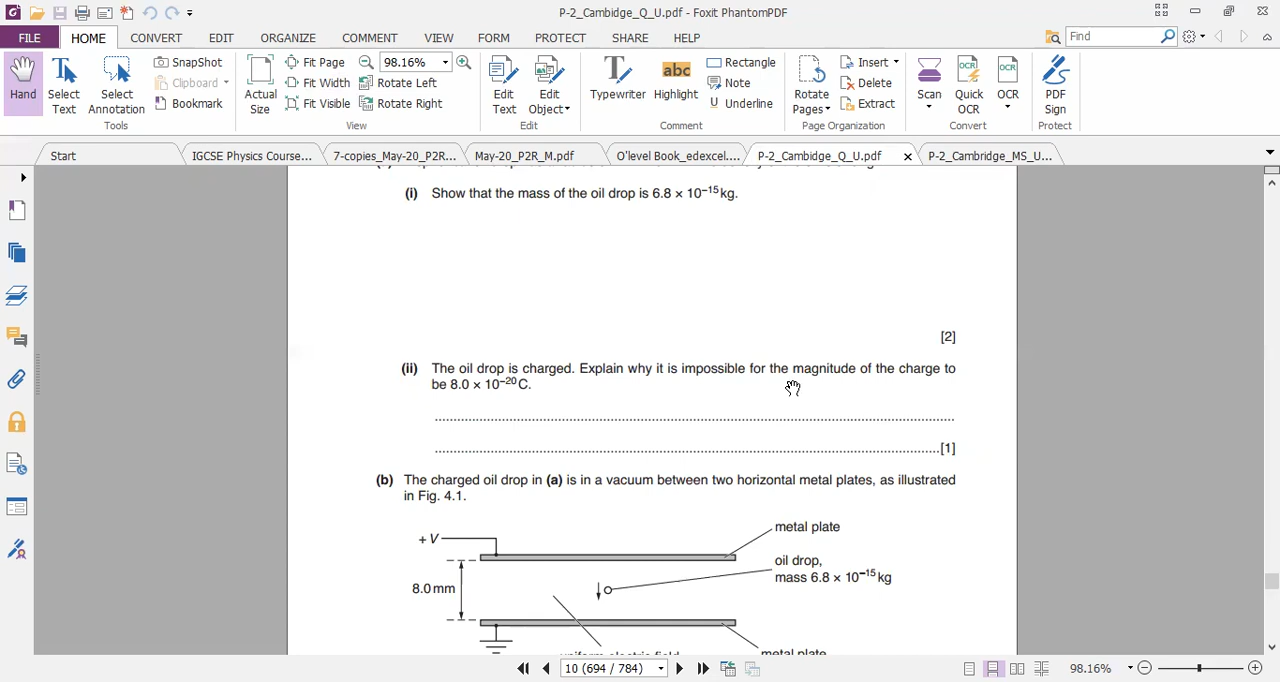 P-2_Cambidge_Q_U.pdf - Foxit PhantomPDF
FILE HOME CONVERT EDIT ORGANIZE COMMENT VIEW FORM PROTECT SHARE HELP
Find
Hand
Select Text
Select Annotation
SnapShot
Clipboard
Bookmark
Tools
Actual Size
Fit Page
Fit Width
Fit Visible
98.16%
Rotate Left
Rotate Right
View
Edit Text
Edit Object
Edit
Typewriter
abc
Highlight
Rectangle
Note
Underline
Comment
Rotate Pages
Insert
Delete
Extract
Page Organization
Scan
OCR
Quick OCR
OCR
OCR
Convert
PDF Sign
Protect
Start
IGCSE Physics Course...
7-copies_May-20_P2R...
May-20_P2R_M.pdf
O'level Book_edexcel....
P-2_Cambidge_Q_U.pdf
P-2_Cambridge_MS_U...
(i) Show that the mass of the oil drop is 6.8 × 10⁻¹⁵ kg.
[2]
(ii) The oil drop is charged. Explain why it is impossible for the magnitude of the charge to
be 8.0 × 10⁻²⁰ C.
[1]
(b) The charged oil drop in (a) is in a vacuum between two horizontal metal plates, as illustrated
in Fig. 4.1.
metal plate
+V
oil drop,
mass 6.8 × 10⁻¹⁵ kg
8.0 mm
metal plate
uniform electric field
10 (694 / 784)
98.16%